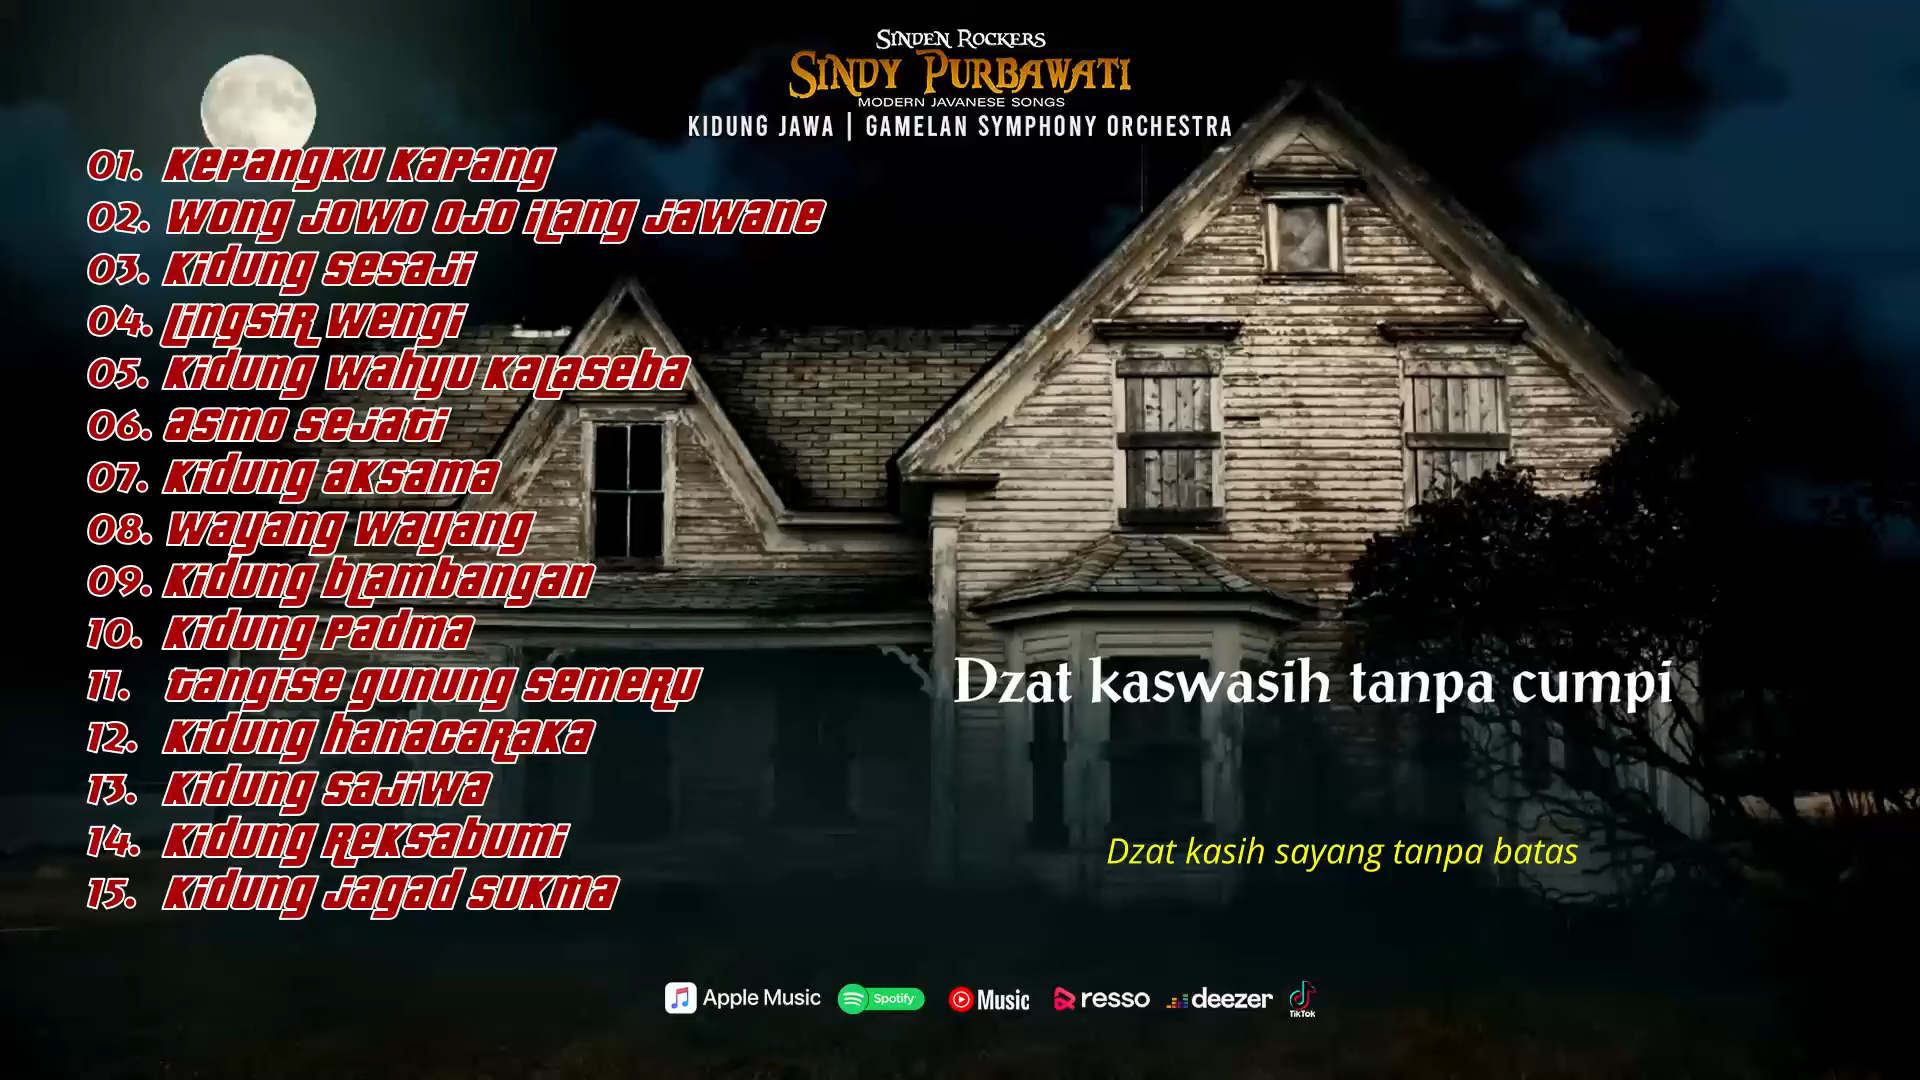 SINDEN ROCKERS
SINDY PURBAWATI
MODERN JAVANESE SONGS
KIDUNG JAWA | GAMELAN SYMPHONY ORCHESTRA
01. Kepangku Kapang
02. Wong Jowo Ojo Ilang Jawane
03. Kidung Sesaji
04. Lingsir Wengi
05. Kidung Wahyu Kalaseba
06. Asmo Sejati
07. Kidung Aksama
08. Wayang Wayang
09. Kidung Blambangan
10. Kidung Padma
11. Tangise Gunung Semeru
12. Kidung Hanacaraka
13. Kidung Sajiwa
14. Kidung Reksabumi
15. Kidung Jagad Sukma
Dzat kaswasih tanpa cumpi
Dzat kasih sayang tanpa batas
Apple Music Spotify Music resso deezer TikTok